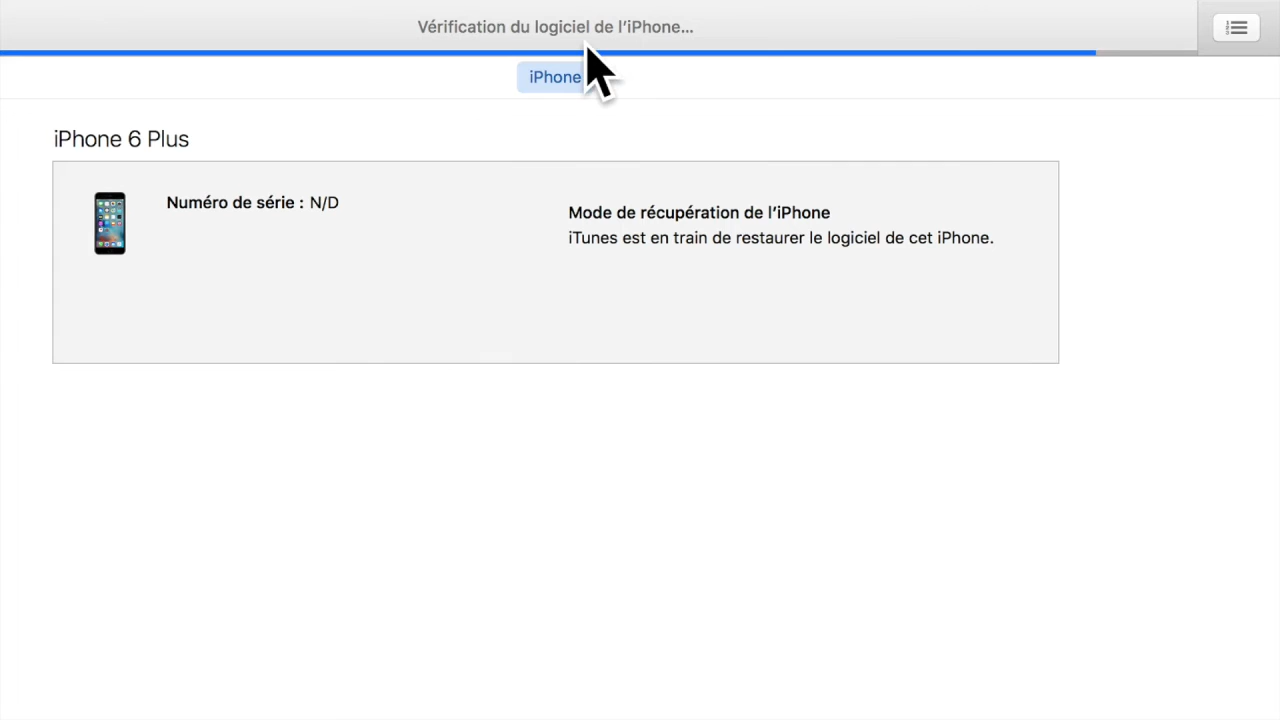 Vérification du logiciel de l’iPhone…
iPhone
iPhone 6 Plus
Numéro de série : N/D
Mode de récupération de l’iPhone
iTunes est en train de restaurer le logiciel de cet iPhone.